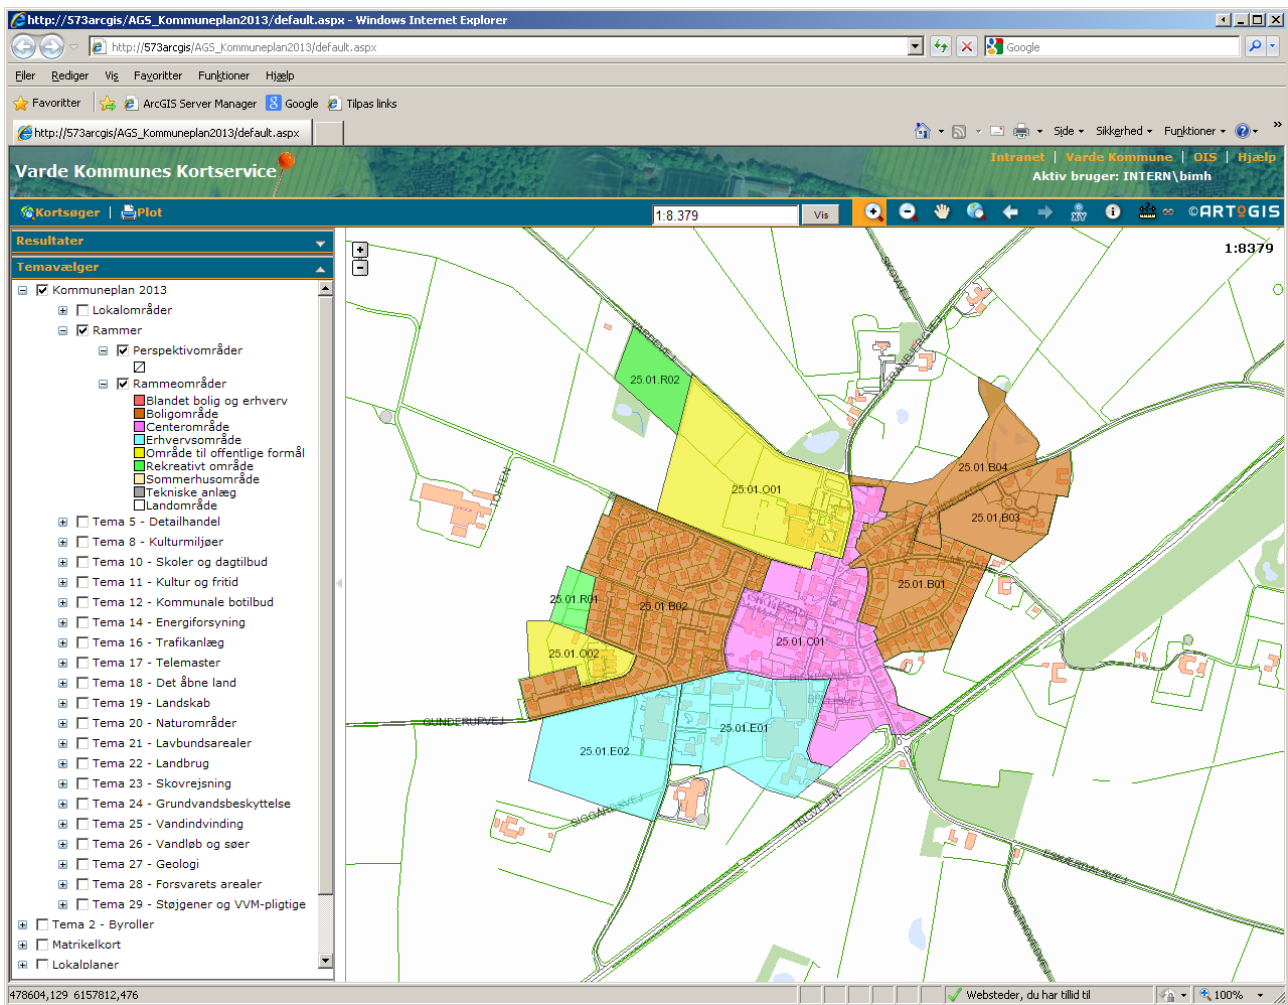 http://573arcgis/AGS_Kommuneplan2013/default.aspx - Windows Internet Explorer
http://573arcgis/AGS_Kommuneplan2013/default.aspx
Google
Filer Rediger Vis Favoritter Funktioner Hjælp
Favoritter ArcGIS Server Manager Google Tilpas links
http://573arcgis/AGS_Kommuneplan2013/default.aspx
Side Sikkerhed Funktioner »
Varde Kommunes Kortservice
Intranet | Varde Kommune | OIS | Hjælp
Aktiv bruger: INTERN\bimh
Kortsøger | Plot
1:8.379 Vis
©ARTOGIS
Resultater
Temavælger
1:8379
Kommuneplan 2013
Lokalområder
Rammer
Perspektivområder
Rammeområder
Blandet bolig og erhverv
Boligområde
Centerområde
Erhvervsområde
Område til offentlige formål
Rekreativt område
Sommerhusområde
Tekniske anlæg
Landområde
Tema 5 - Detailhandel
Tema 8 - Kulturmiljøer
Tema 10 - Skoler og dagtilbud
Tema 11 - Kultur og fritid
Tema 12 - Kommunale botilbud
Tema 14 - Energiforsyning
Tema 16 - Trafikanlæg
Tema 17 - Telemaster
Tema 18 - Det åbne land
Tema 19 - Landskab
Tema 20 - Naturområder
Tema 21 - Lavbundsarealer
Tema 22 - Landbrug
Tema 23 - Skovrejsning
Tema 24 - Grundvandsbeskyttelse
Tema 25 - Vandindvinding
Tema 26 - Vandløb og søer
Tema 27 - Geologi
Tema 28 - Forsvarets arealer
Tema 29 - Støjgener og VVM-pligtige
Tema 2 - Byroller
Matrikelkort
Lokalplaner
SKOVVEJ
VARDEVEJ
STRANBJERGVEJ
25.01.R02
25.01.B04
TOFTEN
25.01.O01
25.01.B03
25.01.B01
25.01.R01
25.01.B02
25.01.C01
25.01.O02
GUNDERUPVEJ
25.01.E01
25.01.E02
SIGGÅRDSVEJ
TINGVEJEN
478604,129 6157812,476
Websteder, du har tillid til
100%